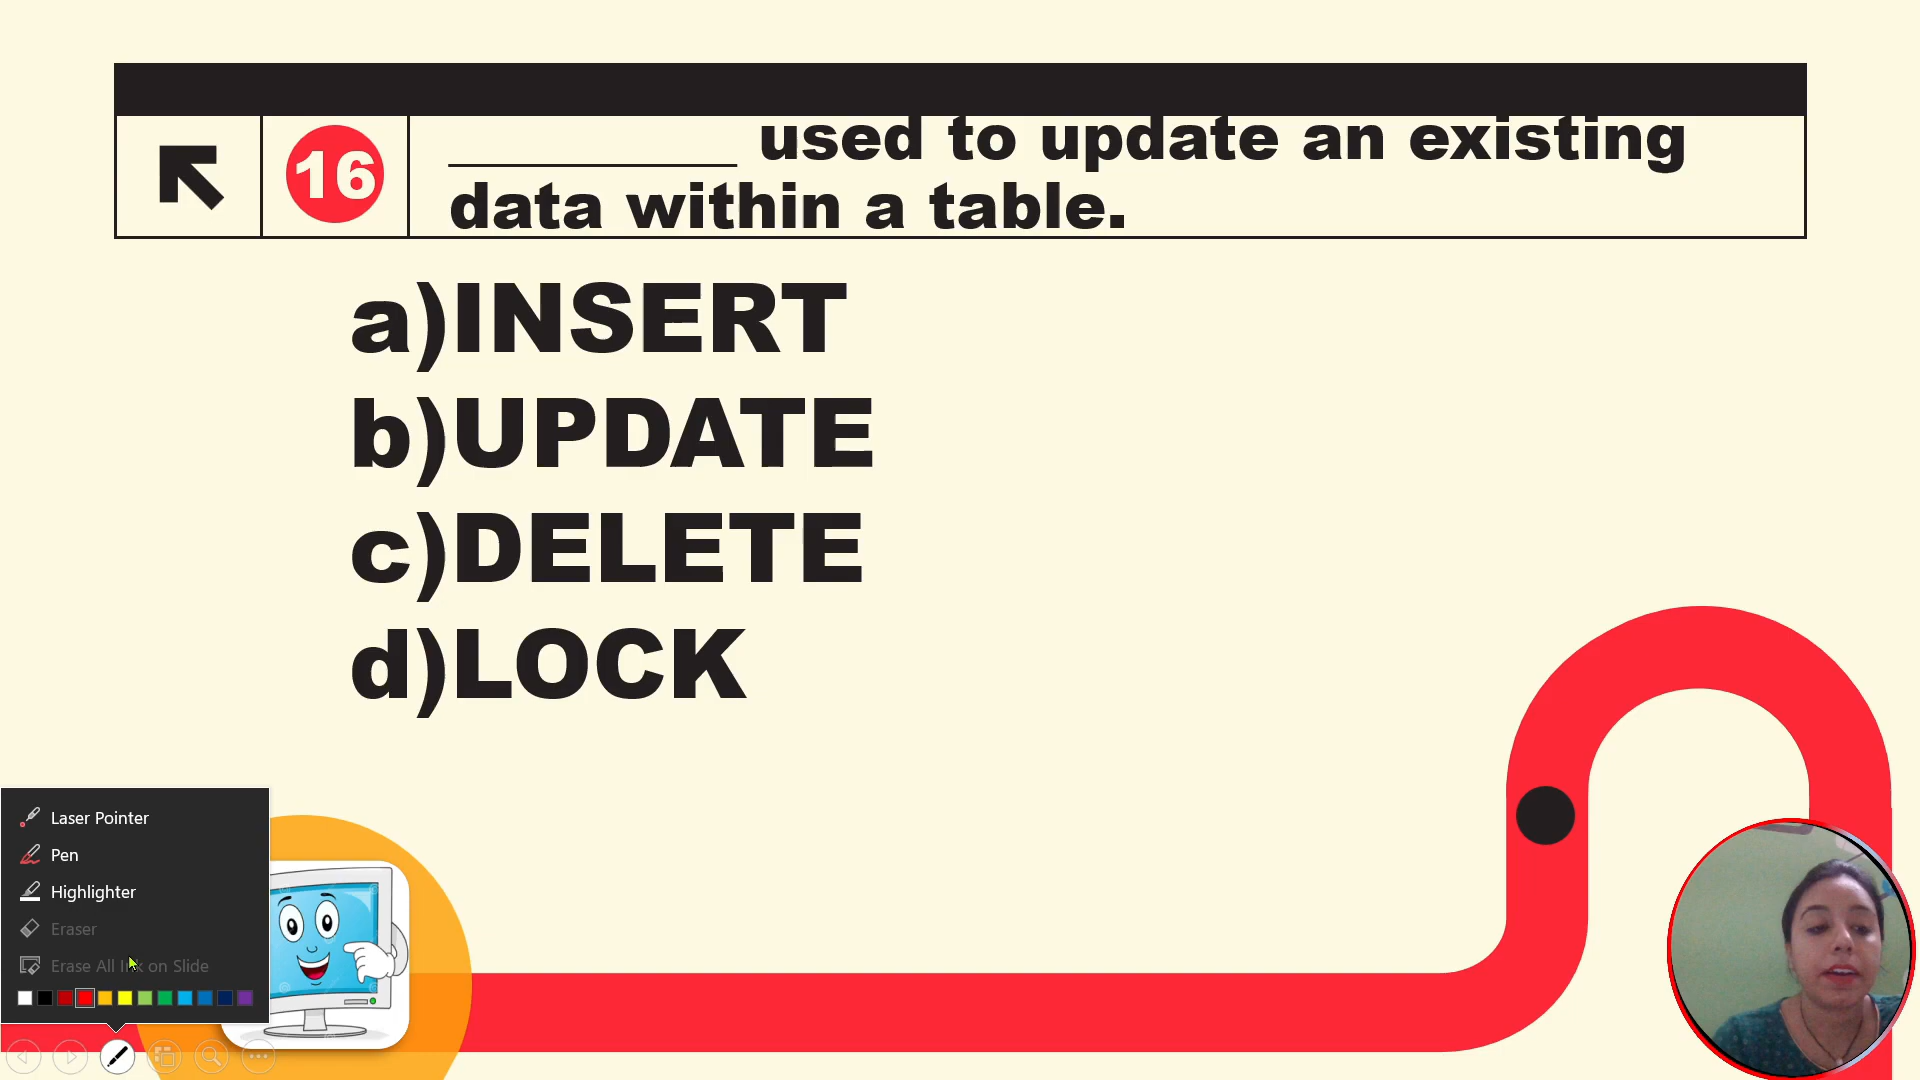 16
__________ used to update an existing
data within a table.
a)INSERT
b)UPDATE
c)DELETE
d)LOCK
Laser Pointer
Pen
Highlighter
Eraser
Erase All Ink on Slide